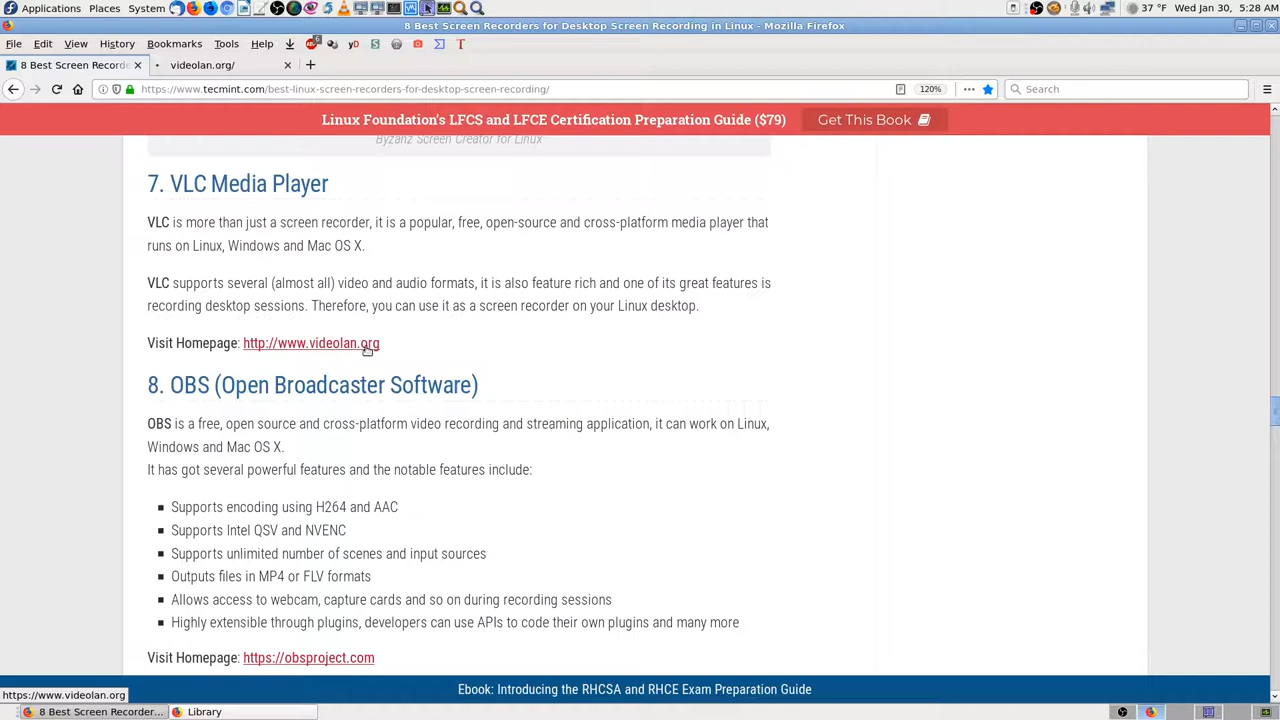 Applications Places System 37 °F Wed Jan 30, 5:28 AM
8 Best Screen Recorders for Desktop Screen Recording in Linux - Mozilla Firefox
File Edit View History Bookmarks Tools Help
8 Best Screen Recorde videolan.org/
https://www.tecmint.com/best-linux-screen-recorders-for-desktop-screen-recording/ 120% Search
Linux Foundation's LFCS and LFCE Certification Preparation Guide ($79) Get This Book
Byzanz Screen Creator for Linux
7. VLC Media Player
VLC is more than just a screen recorder, it is a popular, free, open-source and cross-platform media player that
runs on Linux, Windows and Mac OS X.
VLC supports several (almost all) video and audio formats, it is also feature rich and one of its great features is
recording desktop sessions. Therefore, you can use it as a screen recorder on your Linux desktop.
Visit Homepage: http://www.videolan.org
8. OBS (Open Broadcaster Software)
OBS is a free, open source and cross-platform video recording and streaming application, it can work on Linux,
Windows and Mac OS X.
It has got several powerful features and the notable features include:
Supports encoding using H264 and AAC
Supports Intel QSV and NVENC
Supports unlimited number of scenes and input sources
Outputs files in MP4 or FLV formats
Allows access to webcam, capture cards and so on during recording sessions
Highly extensible through plugins, developers can use APIs to code their own plugins and many more
Visit Homepage: https://obsproject.com
Ebook: Introducing the RHCSA and RHCE Exam Preparation Guide
https://www.videolan.org
8 Best Screen Recorder... Library